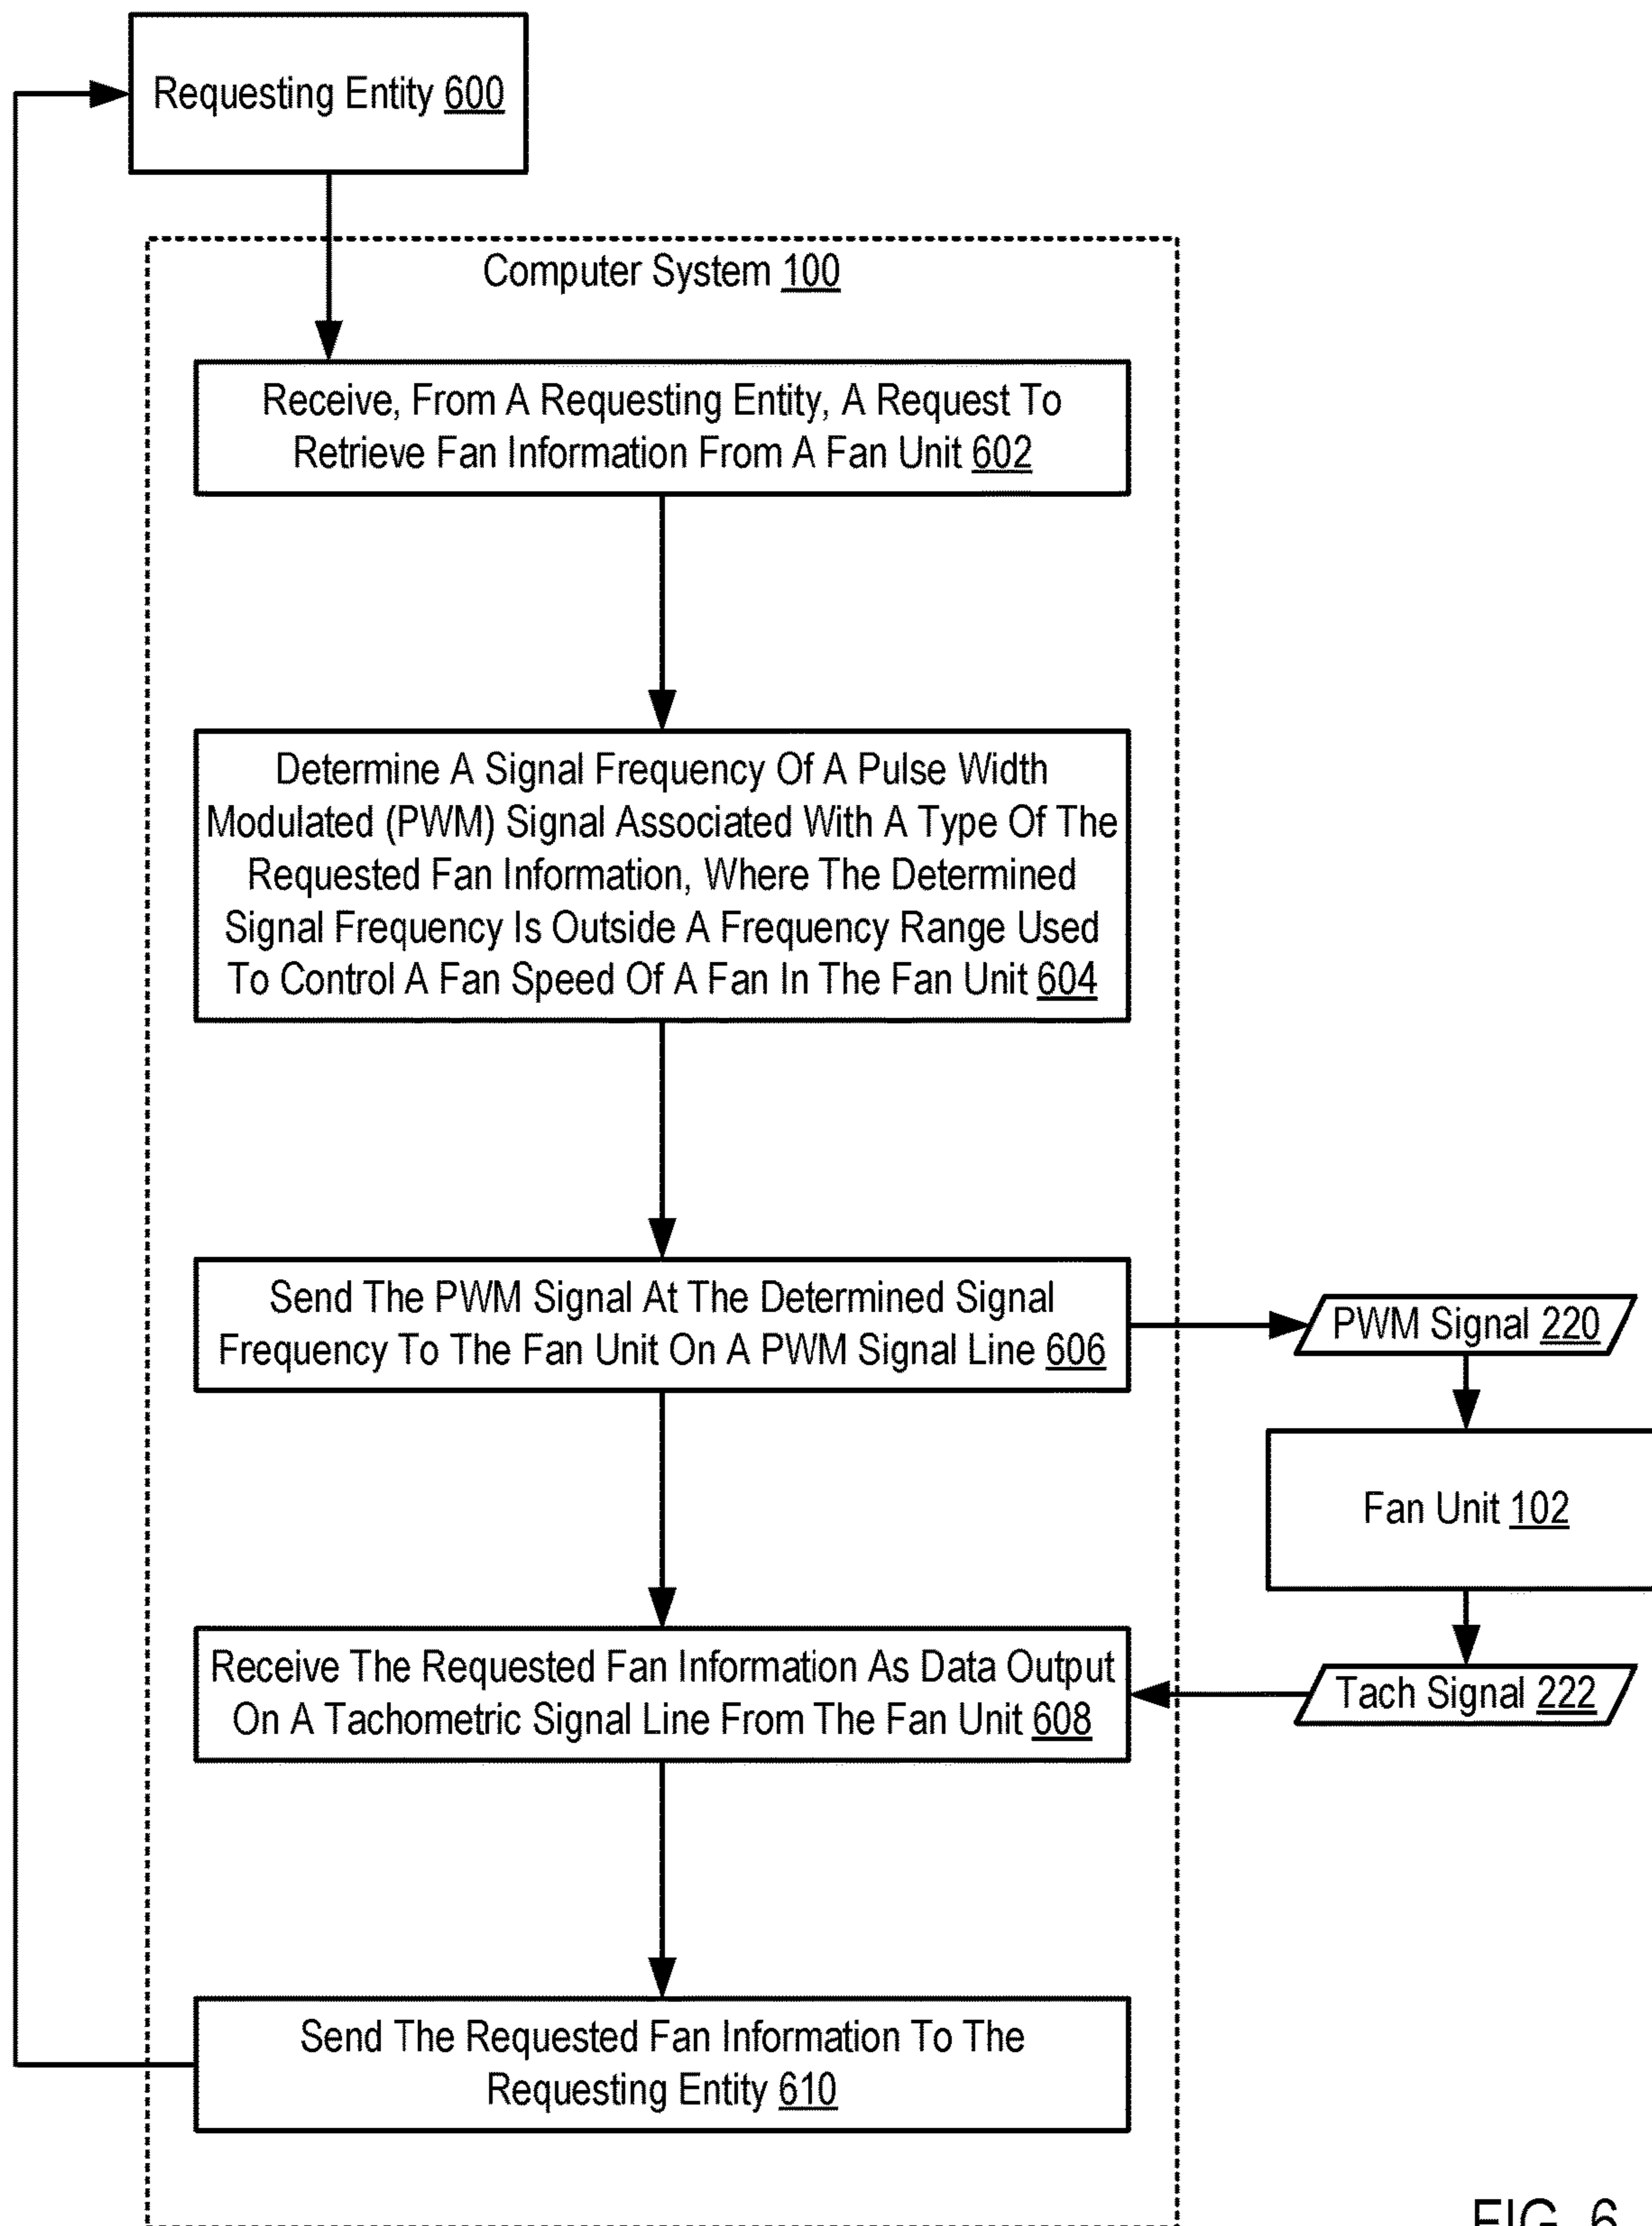 Requesting Entity 600
Computer System 100
Receive, From A Requesting Entity, A Request To
Retrieve Fan Information From A Fan Unit 602
Determine A Signal Frequency Of A Pulse Width
Modulated (PWM) Signal Associated With A Type Of The
Requested Fan Information, Where The Determined
Signal Frequency Is Outside A Frequency Range Used
To Control A Fan Speed Of A Fan In The Fan Unit 604
Send The PWM Signal At The Determined Signal
Frequency To The Fan Unit On A PWM Signal Line 606
PWM Signal 220
Fan Unit 102
Receive The Requested Fan Information As Data Output
On A Tachometric Signal Line From The Fan Unit 608
Tach Signal 222
Send The Requested Fan Information To The
Requesting Entity 610
FIG. 6